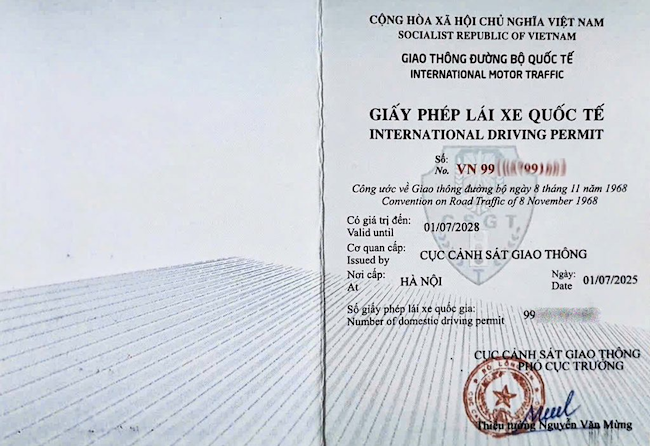 CỘNG HÒA XÃ HỘI CHỦ NGHĨA VIỆT NAM
SOCIALIST REPUBLIC OF VIETNAM
GIAO THÔNG ĐƯỜNG BỘ QUỐC TẾ
INTERNATIONAL MOTOR TRAFFIC
GIẤY PHÉP LÁI XE QUỐC TẾ
INTERNATIONAL DRIVING PERMIT
Số:
No. VN 99
Công ước về Giao thông đường bộ ngày 8 tháng 11 năm 1968
Convention on Road Traffic of 8 November 1968
CSGT
Có giá trị đến:
Valid until 01/07/2028
Cơ quan cấp:
Issued by CỤC CẢNH SÁT GIAO THÔNG
Nơi cấp: Ngày:
At HÀ NỘI Date 01/07/2025
Số giấy phép lái xe quốc gia:
Number of domestic driving permit 99
CỤC CẢNH SÁT GIAO THÔNG
PHÓ CỤC TRƯỞNG
Thiếu tướng Nguyễn Văn Mừng